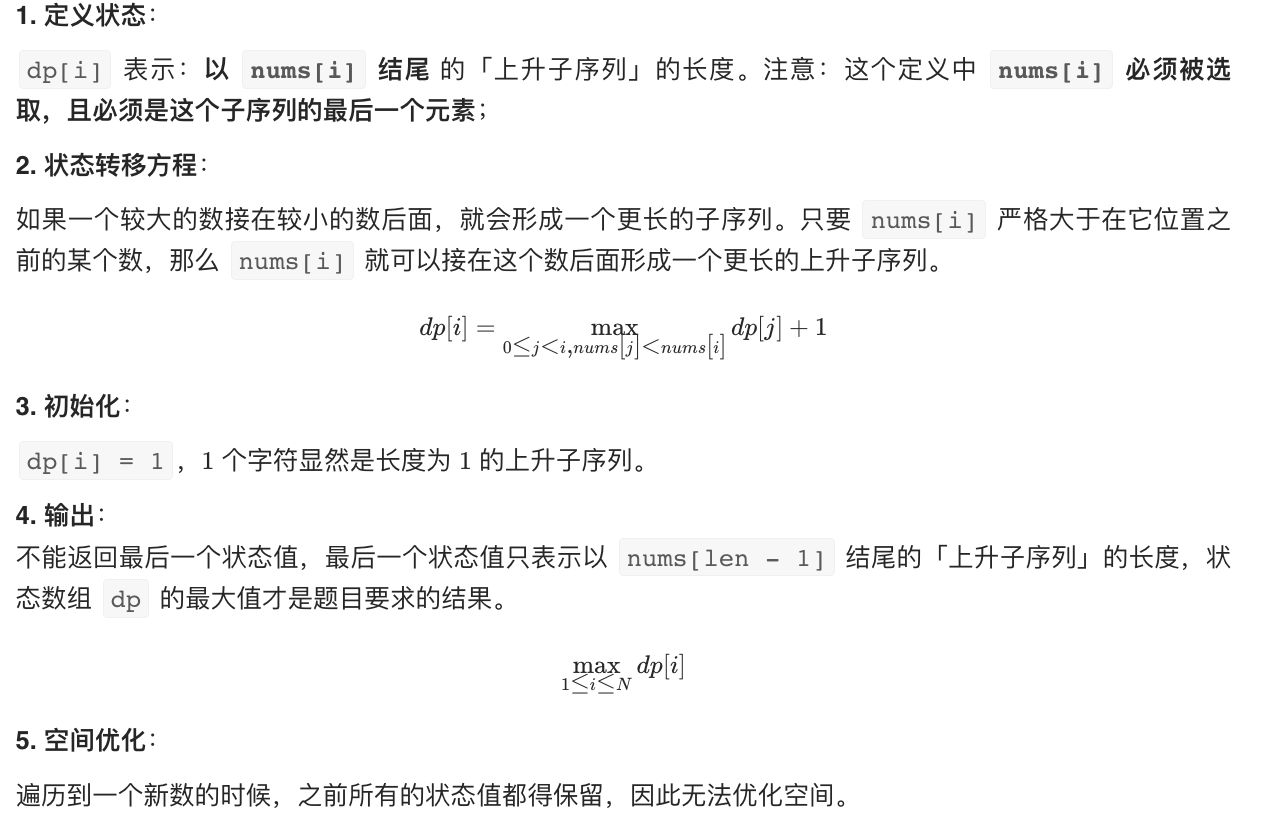 1. 定义状态：
dp[i] 表示：以 nums[i] 结尾 的「上升子序列」的长度。注意：这个定义中 nums[i] 必须被选
取，且必须是这个子序列的最后一个元素；
2. 状态转移方程：
如果一个较大的数接在较小的数后面，就会形成一个更长的子序列。只要 nums[i] 严格大于在它位置之
前的某个数，那么 nums[i] 就可以接在这个数后面形成一个更长的上升子序列。
dp[i] = max dp[j] + 1
0≤j<i,nums[j]<nums[i]
3. 初始化：
dp[i] = 1，1 个字符显然是长度为 1 的上升子序列。
4. 输出：
不能返回最后一个状态值，最后一个状态值只表示以 nums[len - 1] 结尾的「上升子序列」的长度，状
态数组 dp 的最大值才是题目要求的结果。
max dp[i]
1≤i≤N
5. 空间优化：
遍历到一个新数的时候，之前所有的状态值都得保留，因此无法优化空间。